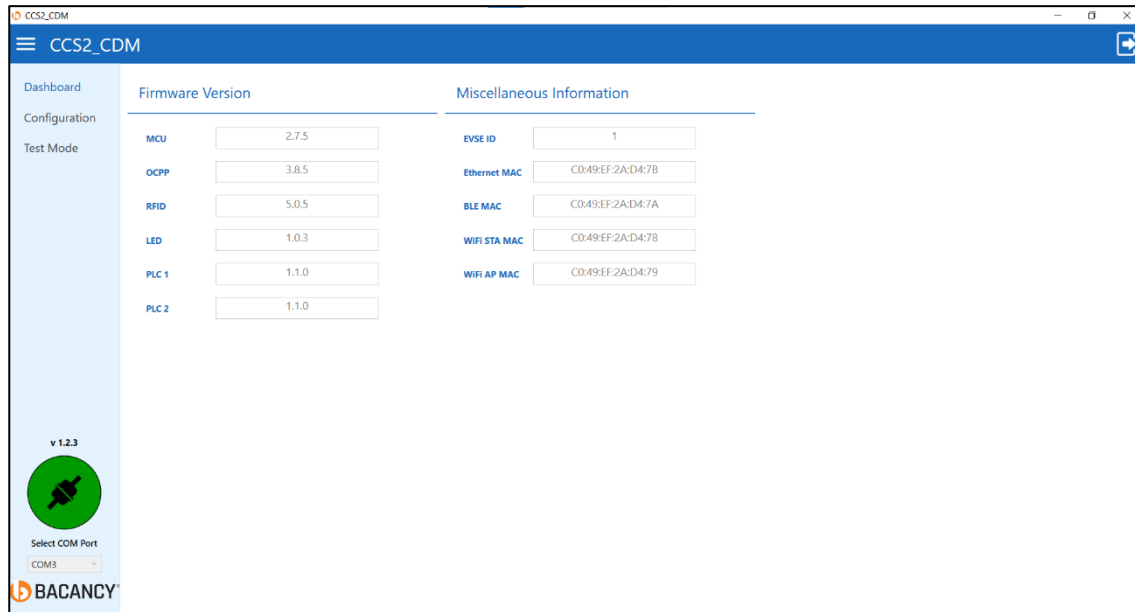 CCS2_CDM
CCS2_CDM
Dashboard
Configuration
Test Mode
Firmware Version
MCU 2.7.5
OCPP 3.8.5
RFID 5.0.5
LED 1.0.3
PLC 1 1.1.0
PLC 2 1.1.0
Miscellaneous Information
EVSE ID 1
Ethernet MAC C0:49:EF:2A:D4:7B
BLE MAC C0:49:EF:2A:D4:7A
WiFi STA MAC C0:49:EF:2A:D4:78
WiFi AP MAC C0:49:EF:2A:D4:79
v 1.2.3
Select COM Port
COM3
BACANCY